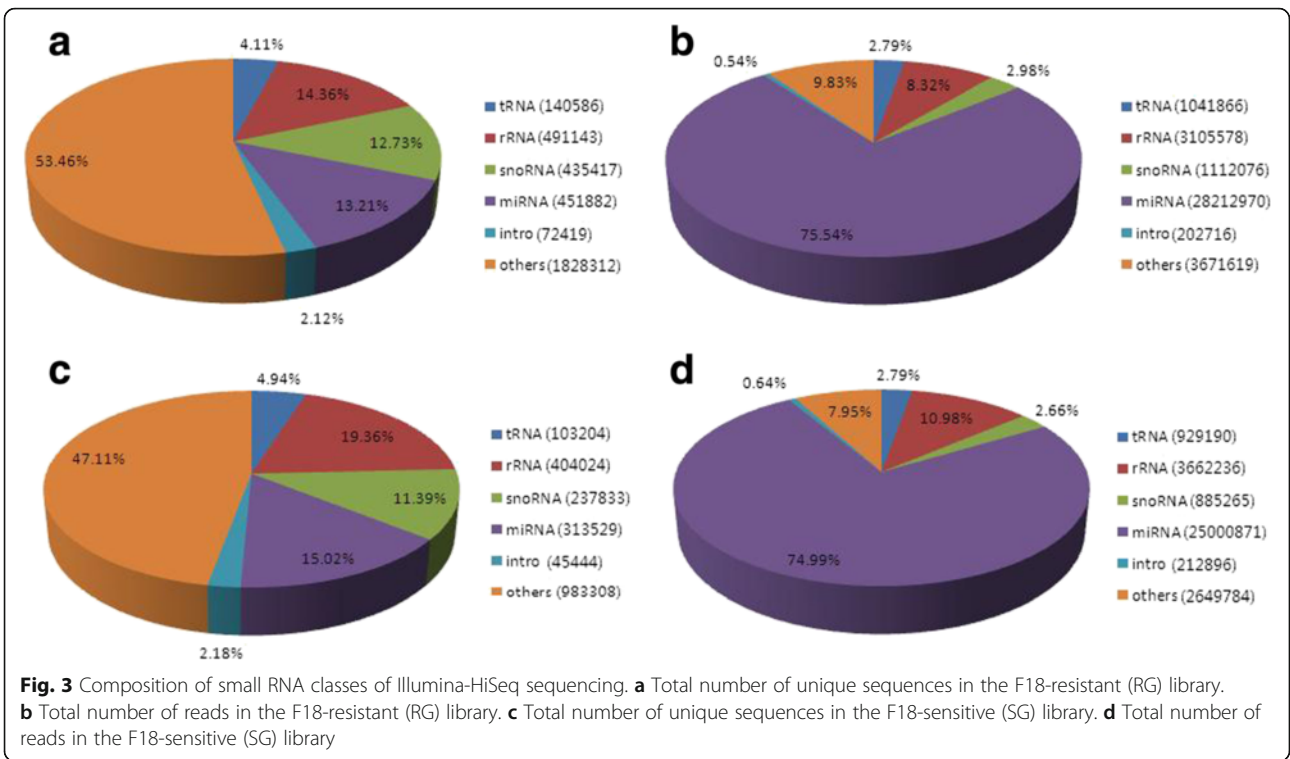 a
4.11%
14.36%
12.73%
13.21%
2.12%
53.46%
tRNA (140586)
rRNA (491143)
snoRNA (435417)
miRNA (451882)
intro (72419)
others (1828312)
b
0.54%
2.79%
2.98%
9.83%
8.32%
75.54%
tRNA (1041866)
rRNA (3105578)
snoRNA (1112076)
miRNA (28212970)
intro (202716)
others (3671619)
c
4.94%
19.36%
11.39%
15.02%
2.18%
47.11%
tRNA (103204)
rRNA (404024)
snoRNA (237833)
miRNA (313529)
intro (45444)
others (983308)
d
0.64%
2.79%
2.66%
7.95%
10.98%
74.99%
tRNA (929190)
rRNA (3662236)
snoRNA (885265)
miRNA (25000871)
intro (212896)
others (2649784)
Fig. 3 Composition of small RNA classes of Illumina-HiSeq sequencing. a Total number of unique sequences in the F18-resistant (RG) library.
b Total number of reads in the F18-resistant (RG) library. c Total number of unique sequences in the F18-sensitive (SG) library. d Total number of
reads in the F18-sensitive (SG) library